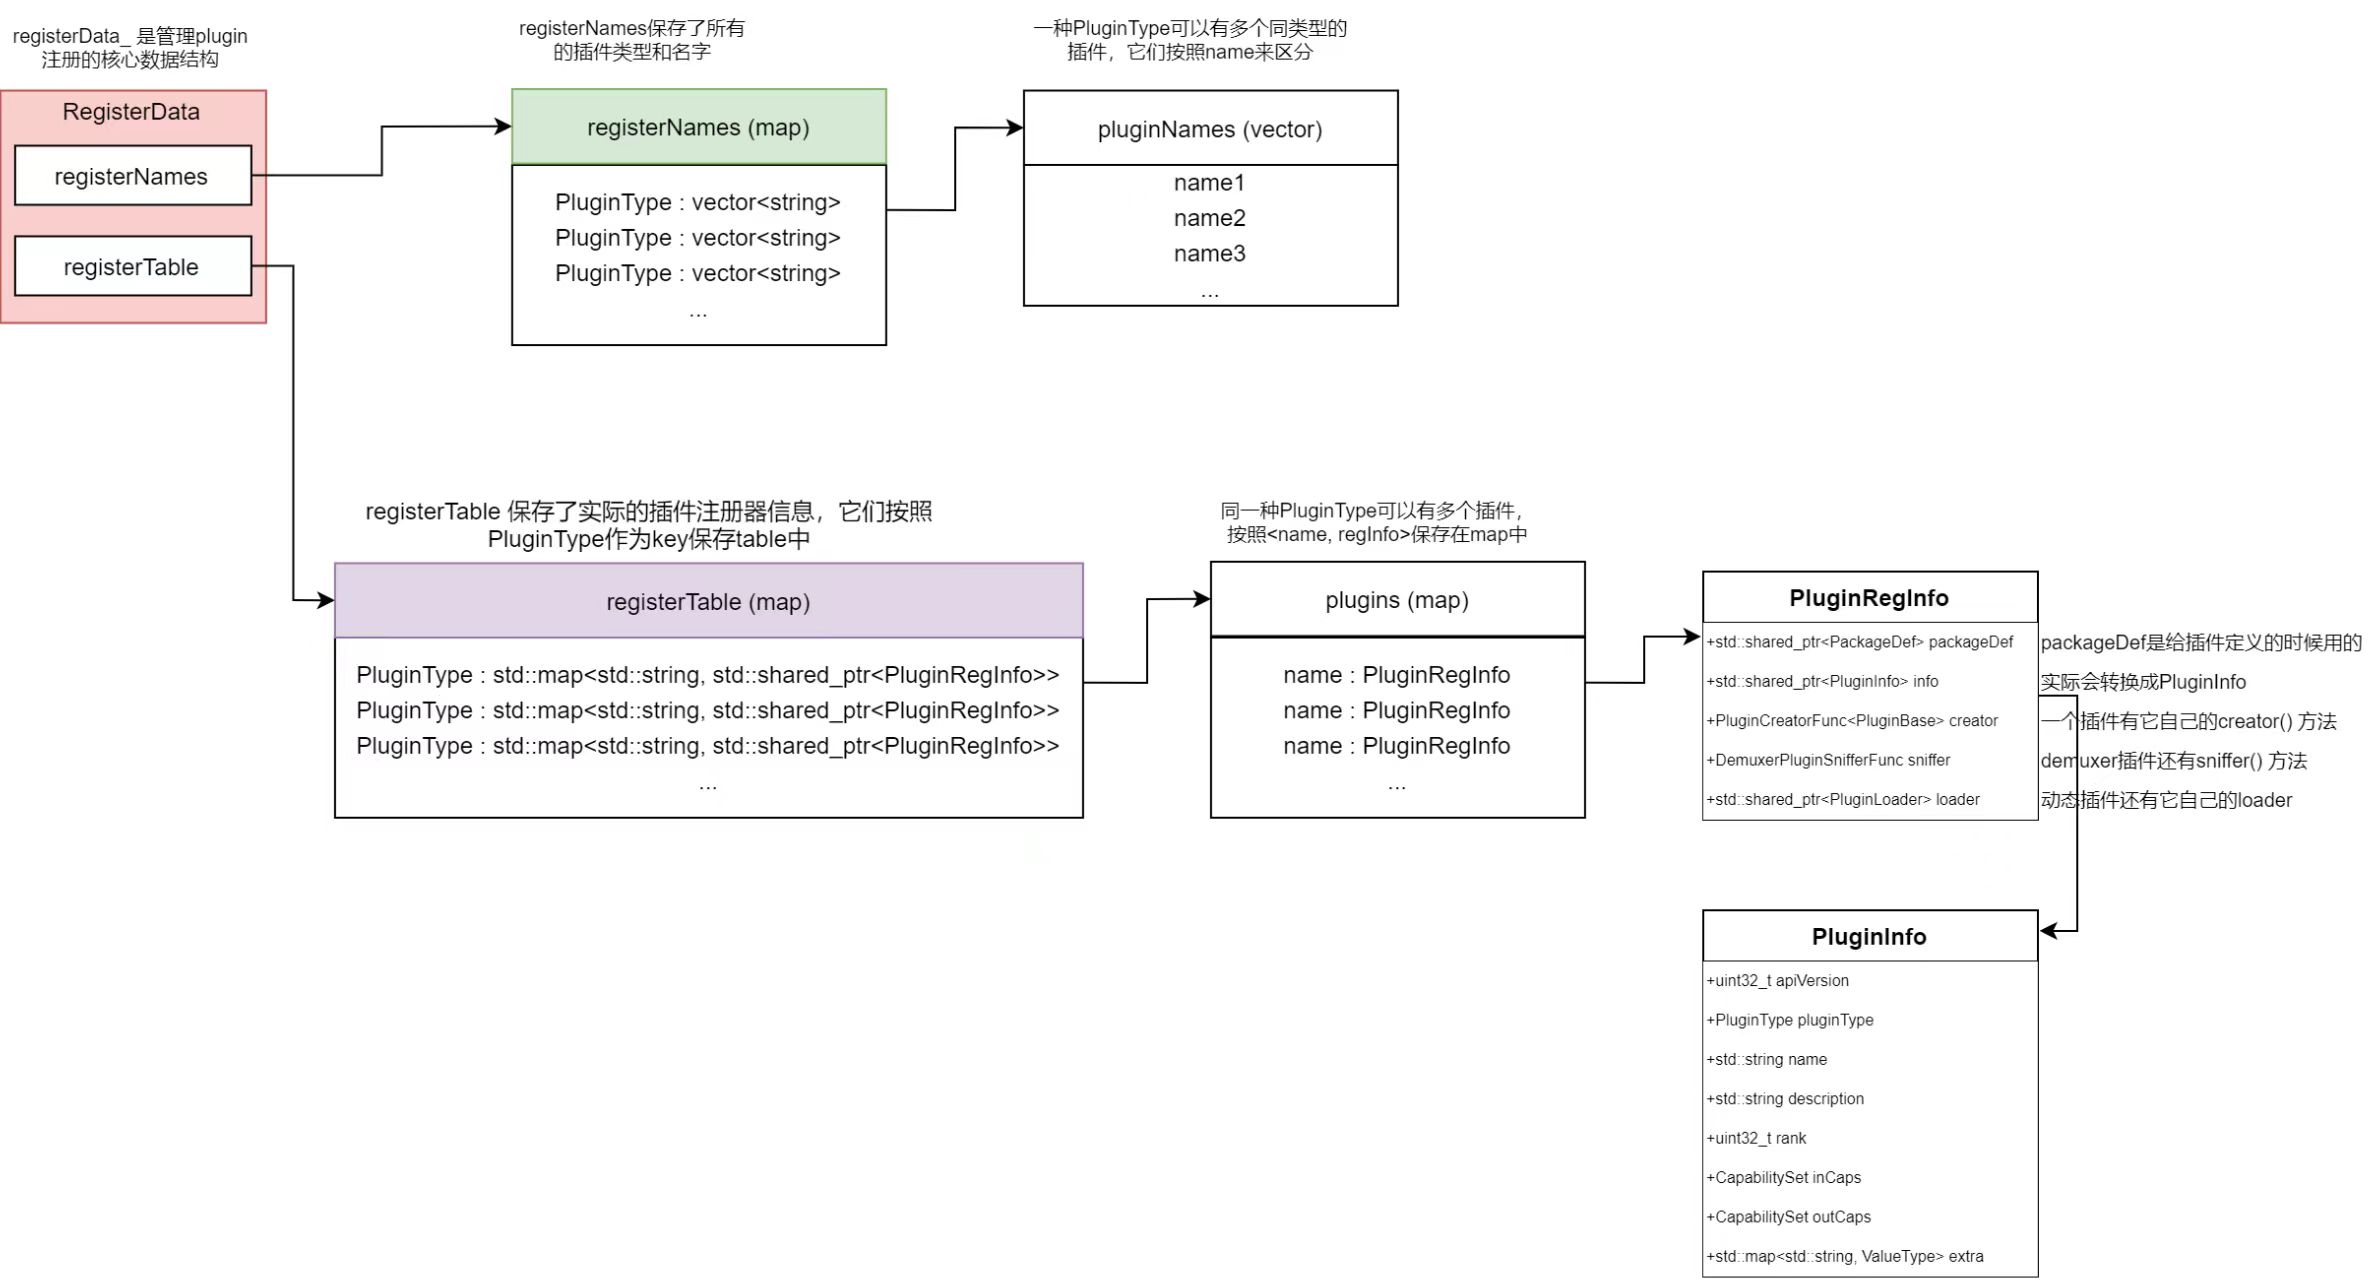 registerData_ 是管理plugin
注册的核心数据结构
RegisterData
registerNames
registerTable
registerNames保存了所有
的插件类型和名字
registerNames (map)
PluginType : vector<string>
PluginType : vector<string>
PluginType : vector<string>
...
一种PluginType可以有多个同类型的
插件，它们按照name来区分
pluginNames (vector)
name1
name2
name3
...
registerTable 保存了实际的插件注册器信息，它们按照
PluginType作为key保存table中
registerTable (map)
PluginType : std::map<std::string, std::shared_ptr<PluginRegInfo>>
PluginType : std::map<std::string, std::shared_ptr<PluginRegInfo>>
PluginType : std::map<std::string, std::shared_ptr<PluginRegInfo>>
...
同一种PluginType可以有多个插件，
按照<name, regInfo>保存在map中
plugins (map)
name : PluginRegInfo
name : PluginRegInfo
name : PluginRegInfo
...
PluginRegInfo
+std::shared_ptr<PackageDef> packageDef
packageDef是给插件定义的时候用的
+std::shared_ptr<PluginInfo> info
实际会转换成PluginInfo
+PluginCreatorFunc<PluginBase> creator
一个插件有它自己的creator() 方法
+DemuxerPluginSnifferFunc sniffer
demuxer插件还有sniffer() 方法
+std::shared_ptr<PluginLoader> loader
动态插件还有它自己的loader
PluginInfo
+uint32_t apiVersion
+PluginType pluginType
+std::string name
+std::string description
+uint32_t rank
+CapabilitySet inCaps
+CapabilitySet outCaps
+std::map<std::string, ValueType> extra